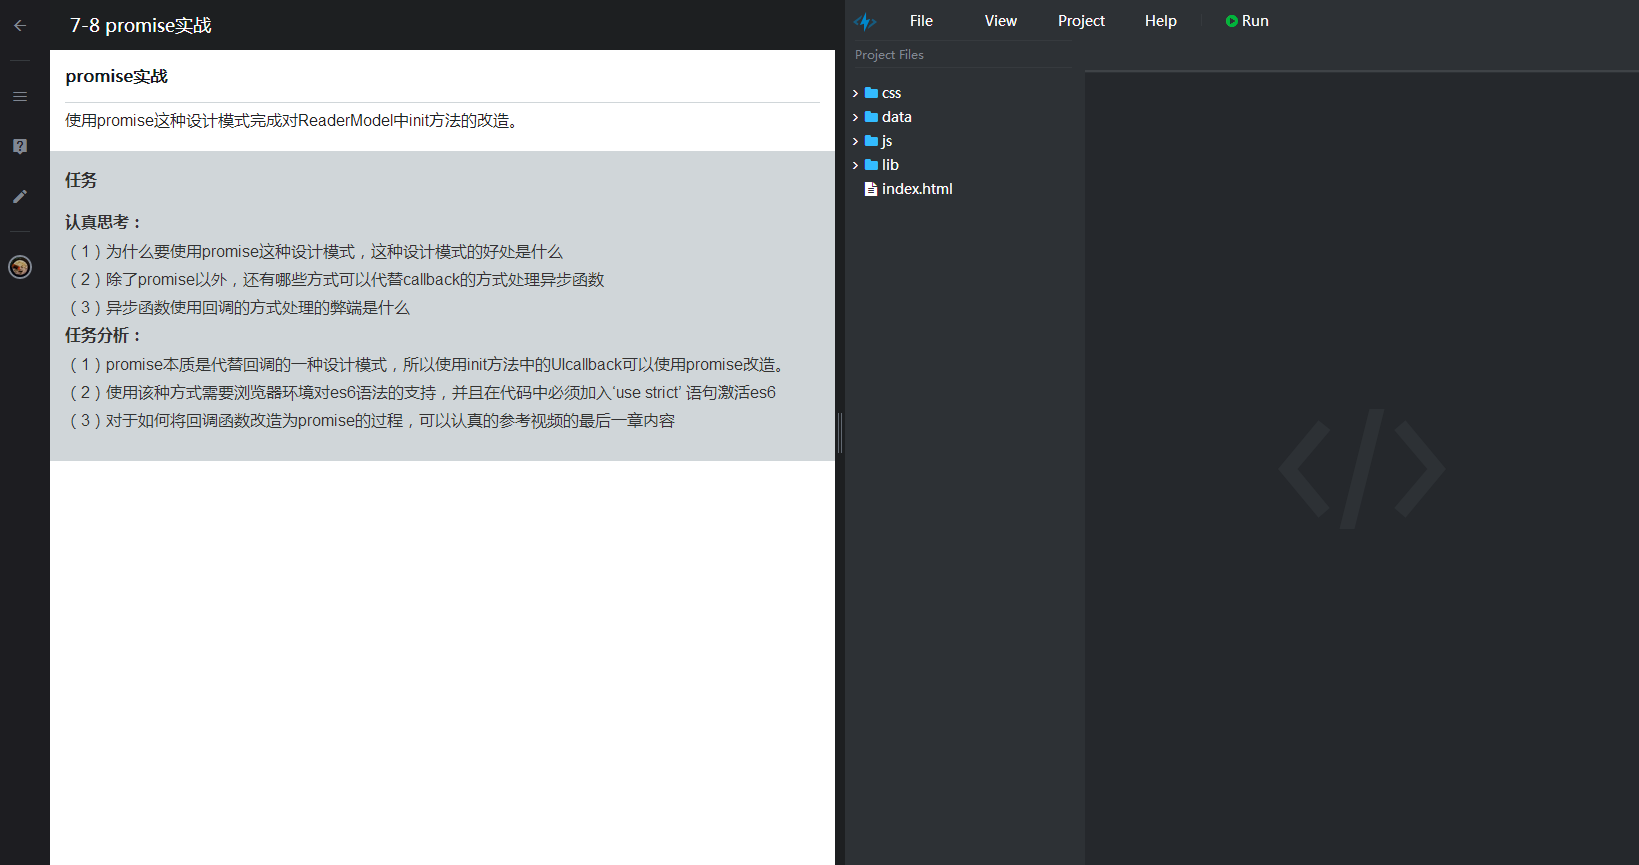 7-8 promise实战
promise实战
使用promise这种设计模式完成对ReaderModel中init方法的改造。
任务
认真思考：
（1）为什么要使用promise这种设计模式，这种设计模式的好处是什么
（2）除了promise以外，还有哪些方式可以代替callback的方式处理异步函数
（3）异步函数使用回调的方式处理的弊端是什么
任务分析：
（1）promise本质是代替回调的一种设计模式，所以使用init方法中的UIcallback可以使用promise改造。
（2）使用该种方式需要浏览器环境对es6语法的支持，并且在代码中必须加入‘use strict’ 语句激活es6
（3）对于如何将回调函数改造为promise的过程，可以认真的参考视频的最后一章内容
File View Project Help Run
Project Files
css
data
js
lib
index.html